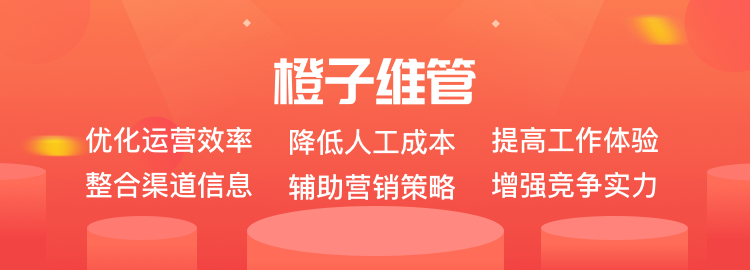 橙子维管
优化运营效率 降低人工成本 提高工作体验
整合渠道信息 辅助营销策略 增强竞争实力